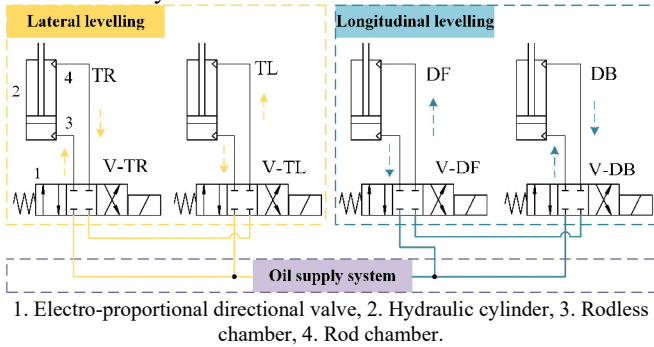 Lateral levelling
Longitudinal levelling
4 TR
TL
DF
DB
2
3
1
V-TR
V-TL
V-DF
V-DB
Oil supply system
1. Electro-proportional directional valve, 2. Hydraulic cylinder, 3. Rodless
chamber, 4. Rod chamber.